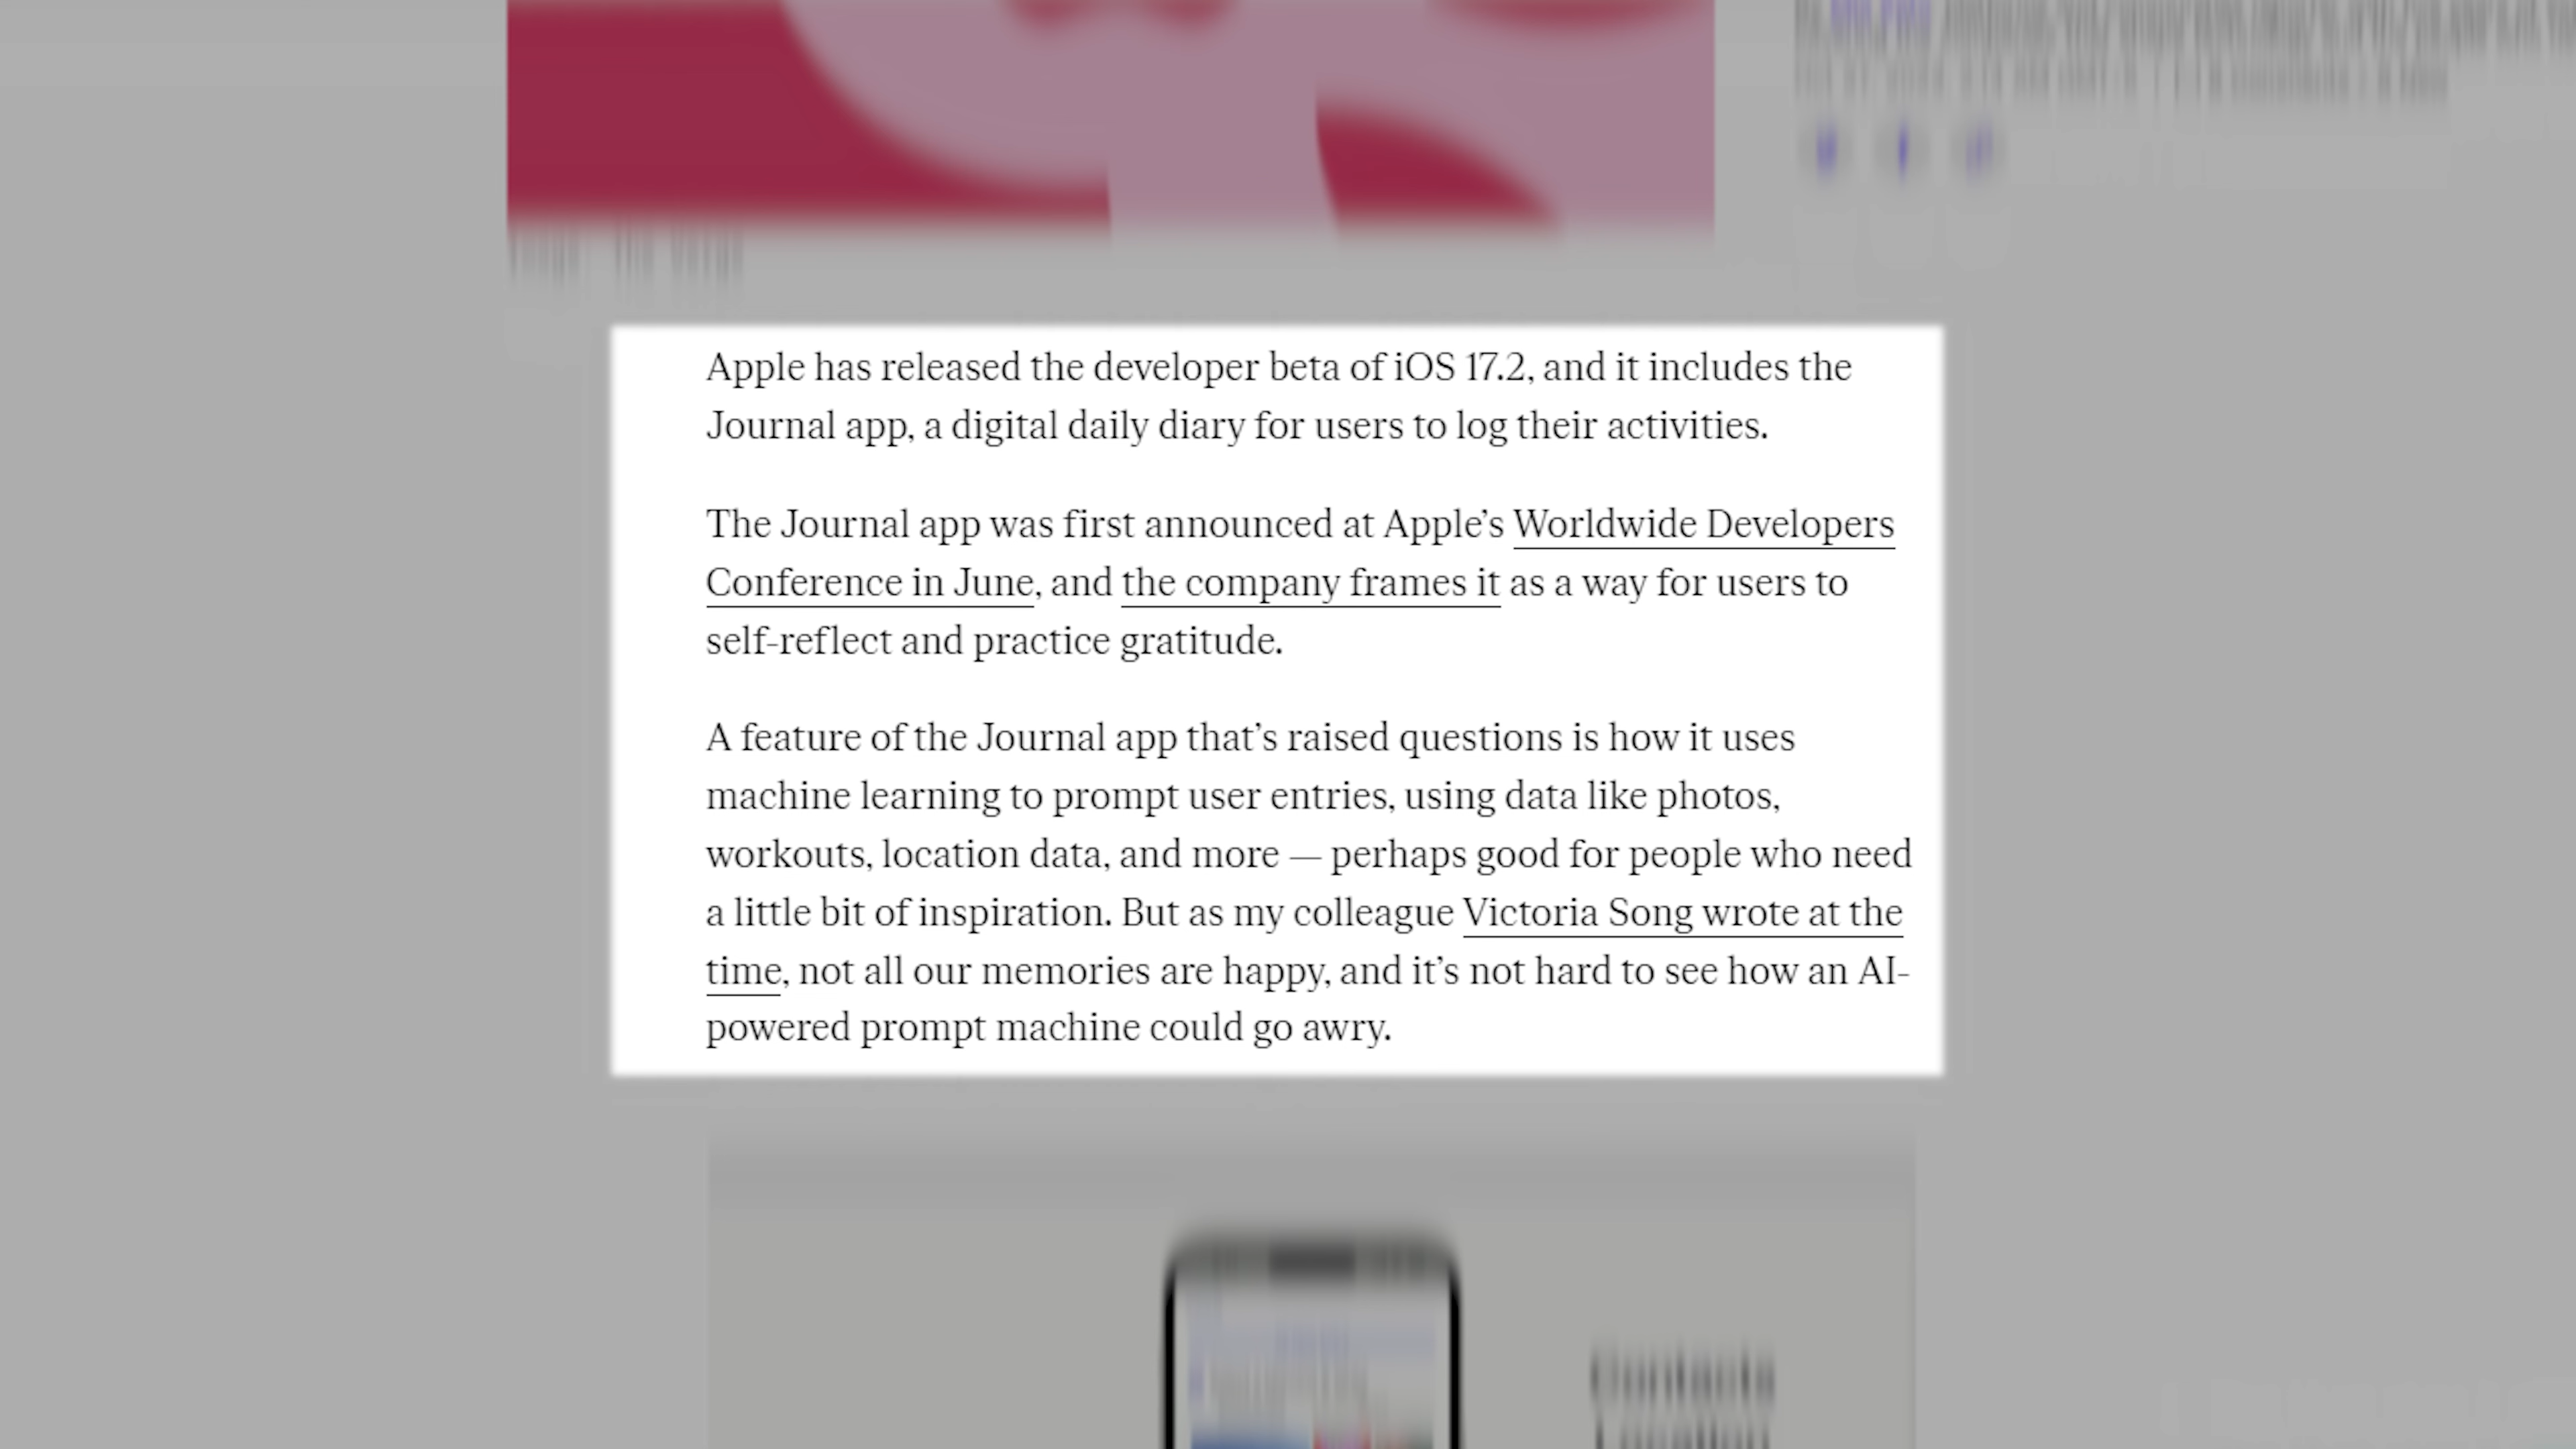 Apple has released the developer beta of iOS 17.2, and it includes the
Journal app, a digital daily diary for users to log their activities.
The Journal app was first announced at Apple’s Worldwide Developers
Conference in June, and the company frames it as a way for users to
self-reflect and practice gratitude.
A feature of the Journal app that’s raised questions is how it uses
machine learning to prompt user entries, using data like photos,
workouts, location data, and more — perhaps good for people who need
a little bit of inspiration. But as my colleague Victoria Song wrote at the
time, not all our memories are happy, and it’s not hard to see how an AI-
powered prompt machine could go awry.